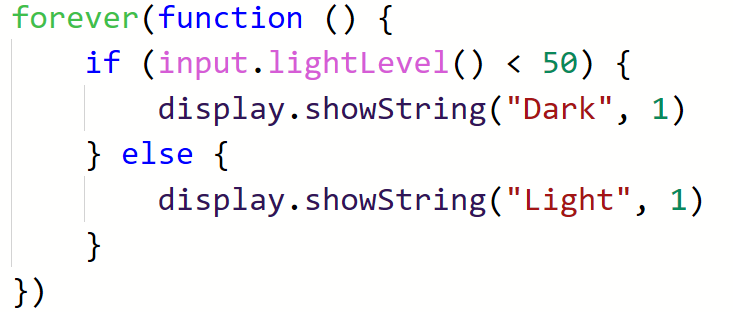 forever(function () {
    if (input.lightLevel() < 50) {
        display.showString("Dark", 1)
    } else {
        display.showString("Light", 1)
    }
})